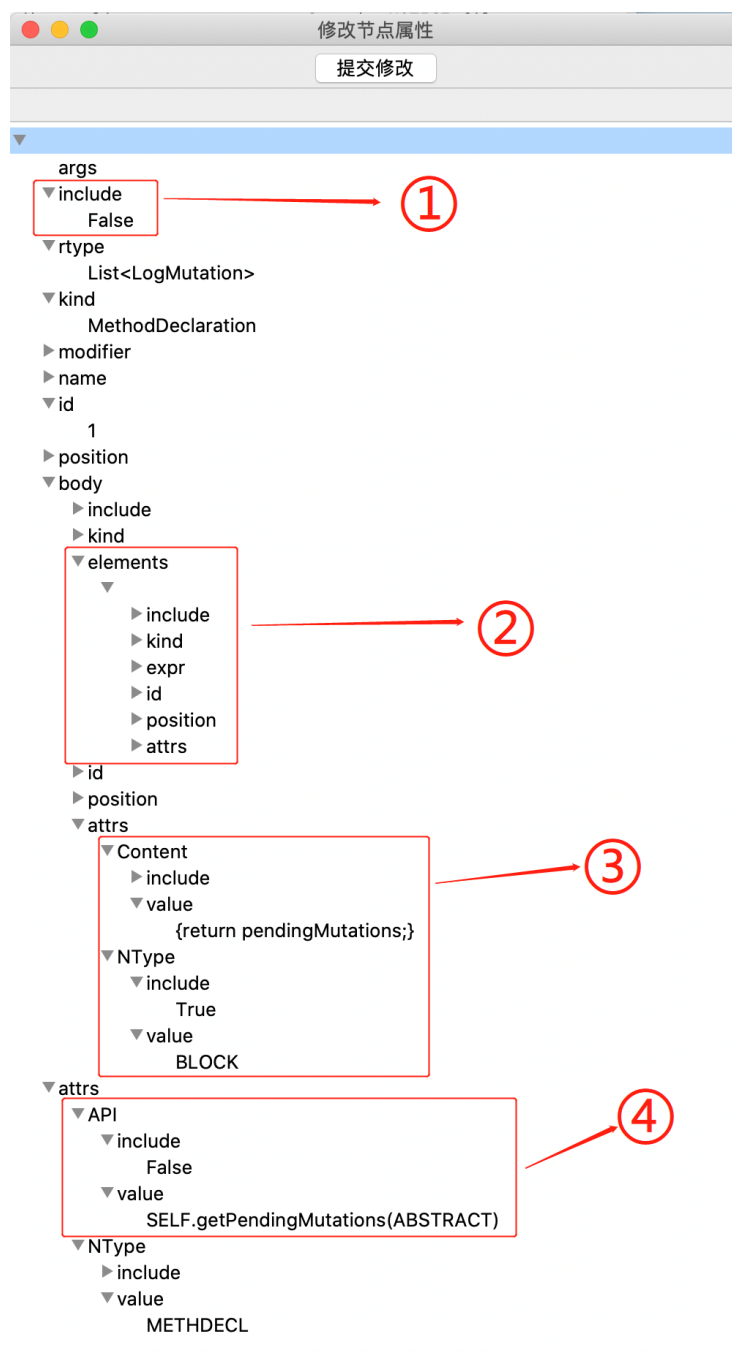 修改节点属性
提交修改
args
include
False
①
rtype
List<LogMutation>
kind
MethodDeclaration
modifier
name
id
1
position
body
include
kind
elements
include
kind
②
expr
id
position
attrs
id
position
attrs
Content
③
include
value
{return pendingMutations;}
NType
include
True
value
BLOCK
attrs
API
④
include
False
value
SELF.getPendingMutations(ABSTRACT)
NType
include
value
METHDECL